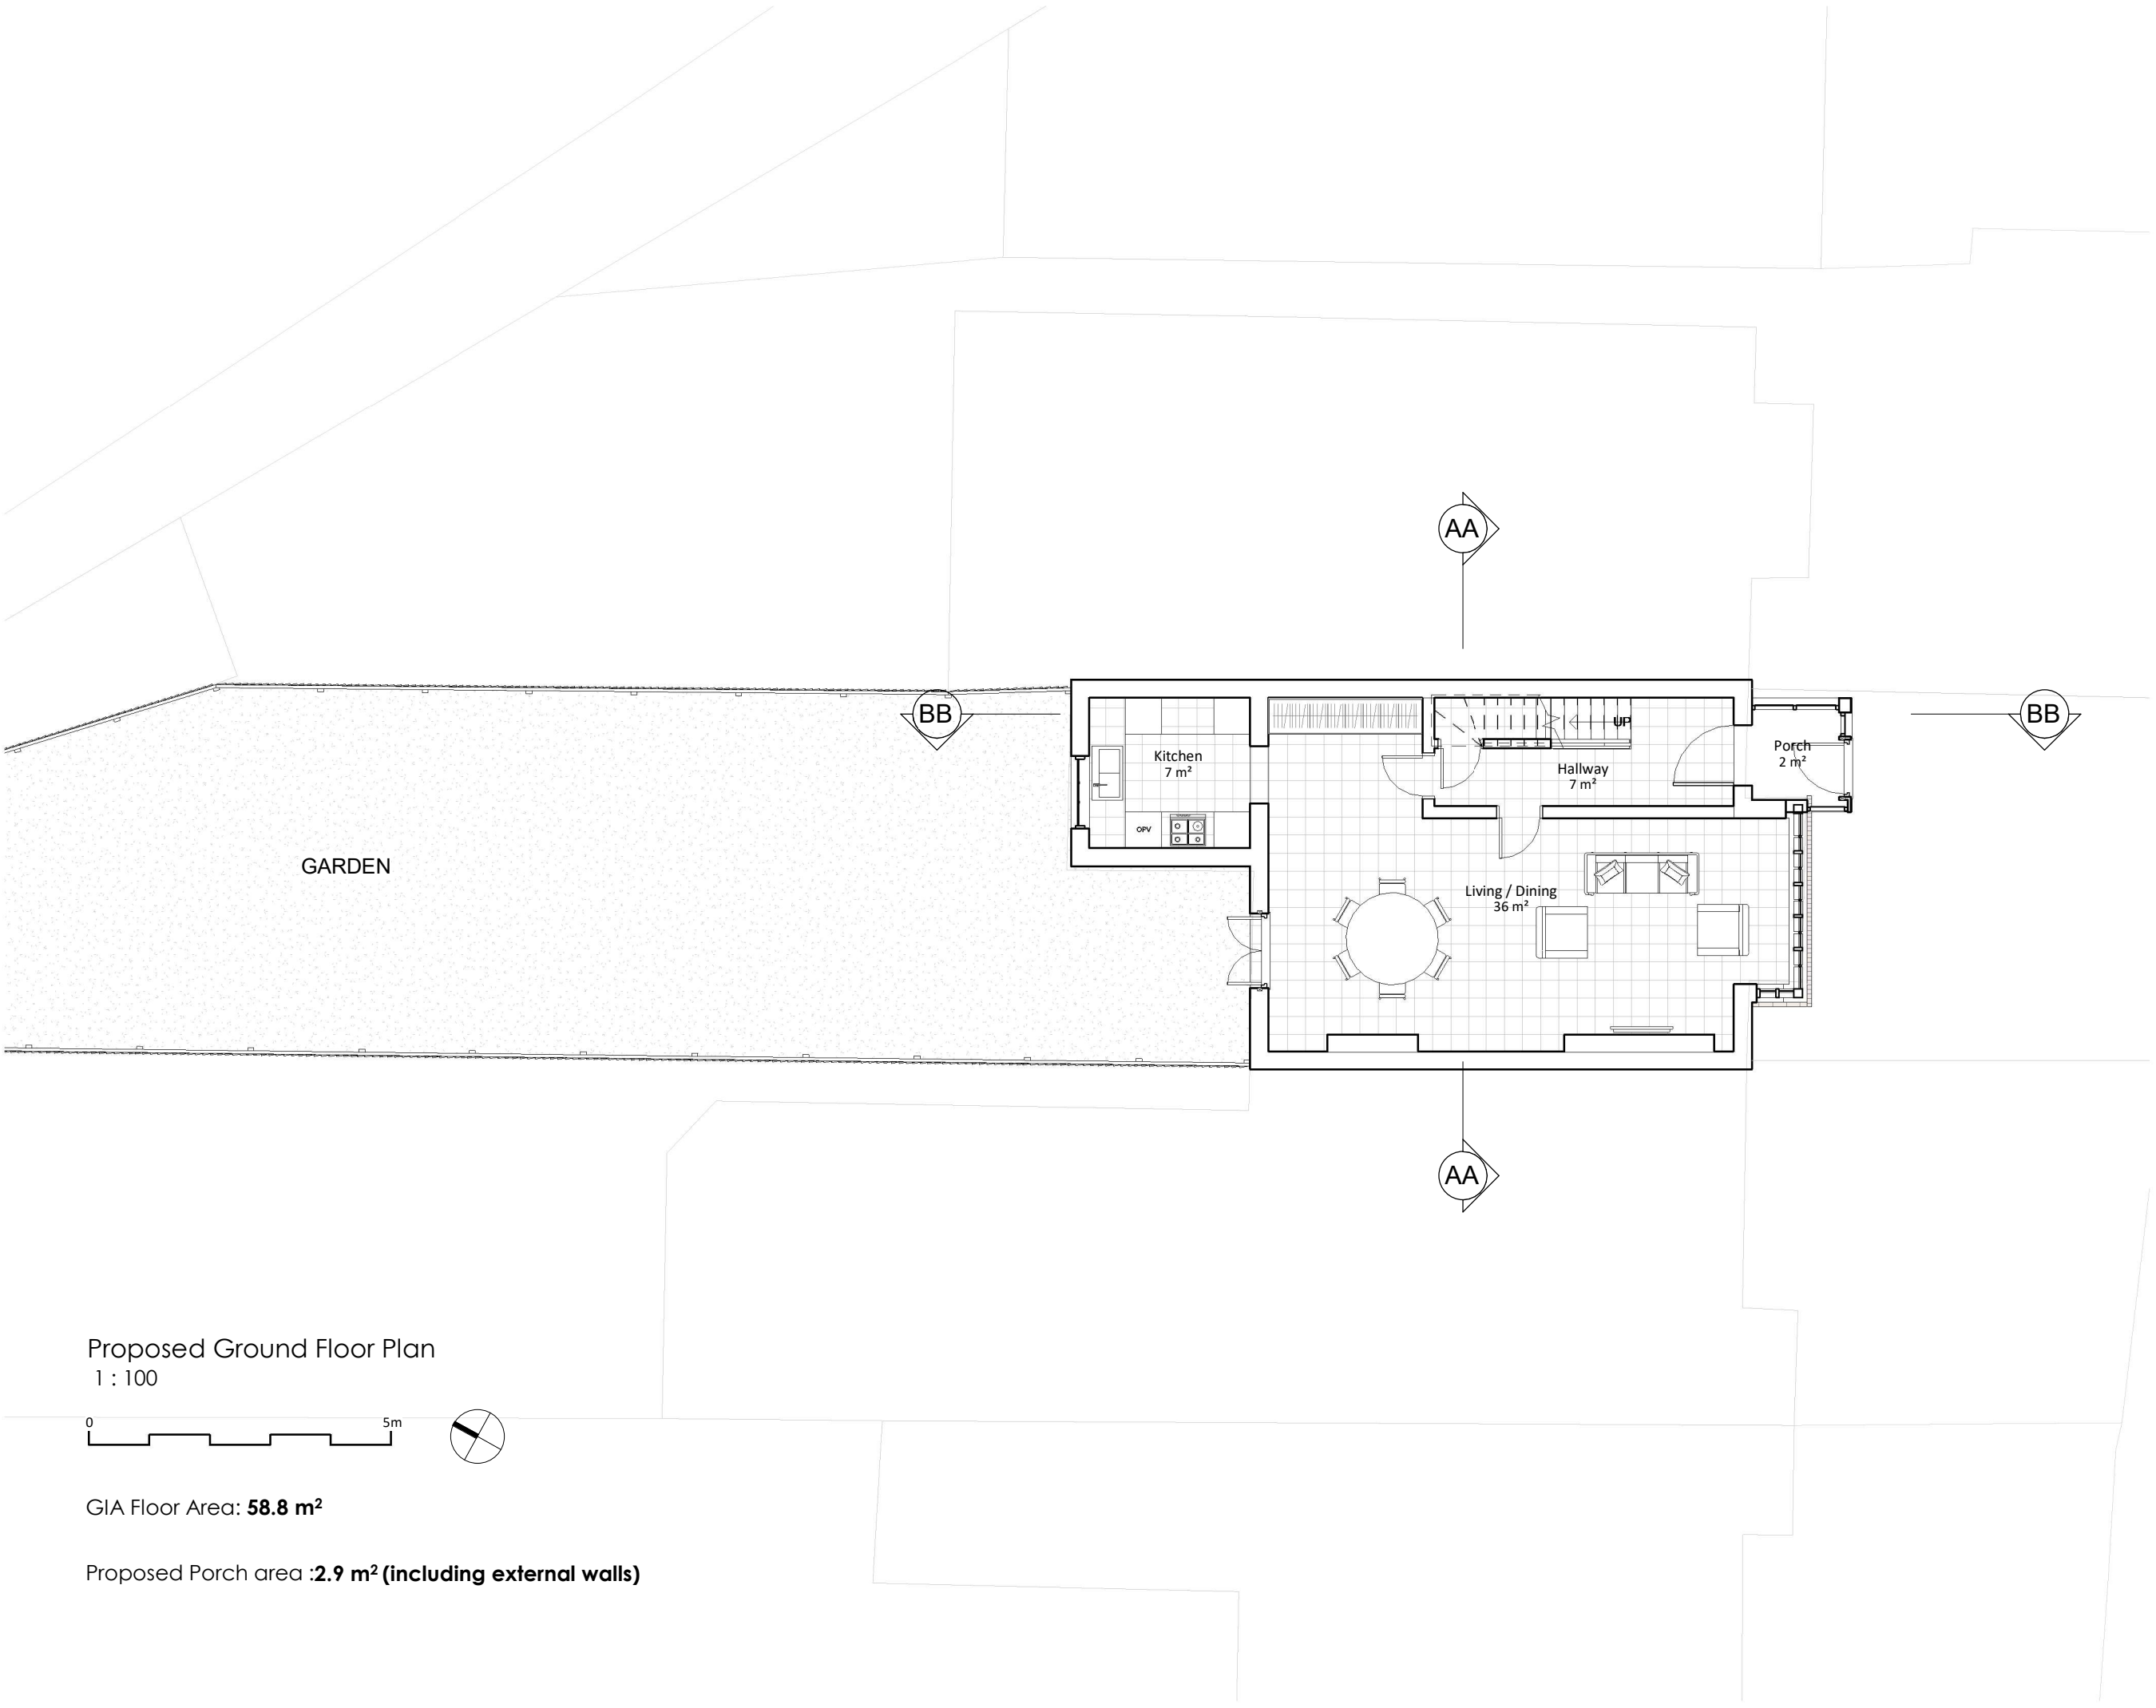 AA
BB
BB
UP
Kitchen
7 m²
Porch
2 m²
Hallway
7 m²
OPV
GARDEN
Living / Dining
36 m²
AA
Proposed Ground Floor Plan
1 : 100
0 5m
GIA Floor Area: 58.8 m²
Proposed Porch area :2.9 m² (including external walls)